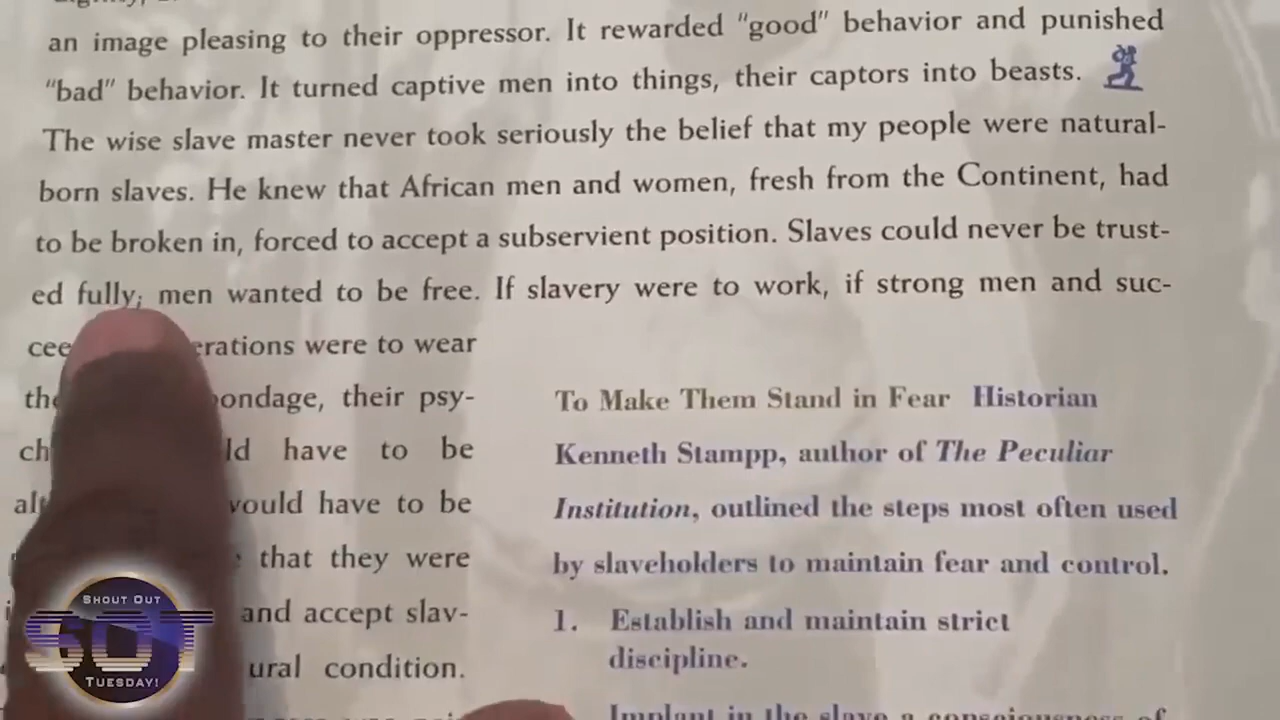 an image pleasing to their oppressor. It rewarded "good" behavior and punished
"bad" behavior. It turned captive men into things, their captors into beasts.
The wise slave master never took seriously the belief that my people were natural-
born slaves. He knew that African men and women, fresh from the Continent, had
to be broken in, forced to accept a subservient position. Slaves could never be trust-
ed fully; men wanted to be free. If slavery were to work, if strong men and suc-
were to wear
their psy-
have to be
would have to be
that they were
and accept slav-
condition.
To Make Them Stand in Fear Historian
Kenneth Stampp, author of The Peculiar
Institution, outlined the steps most often used
by slaveholders to maintain fear and control.
1. Establish and maintain strict
discipline.
Implant in the slave a consciousness of
SHOUT OUT
SOT
TUESDAY!